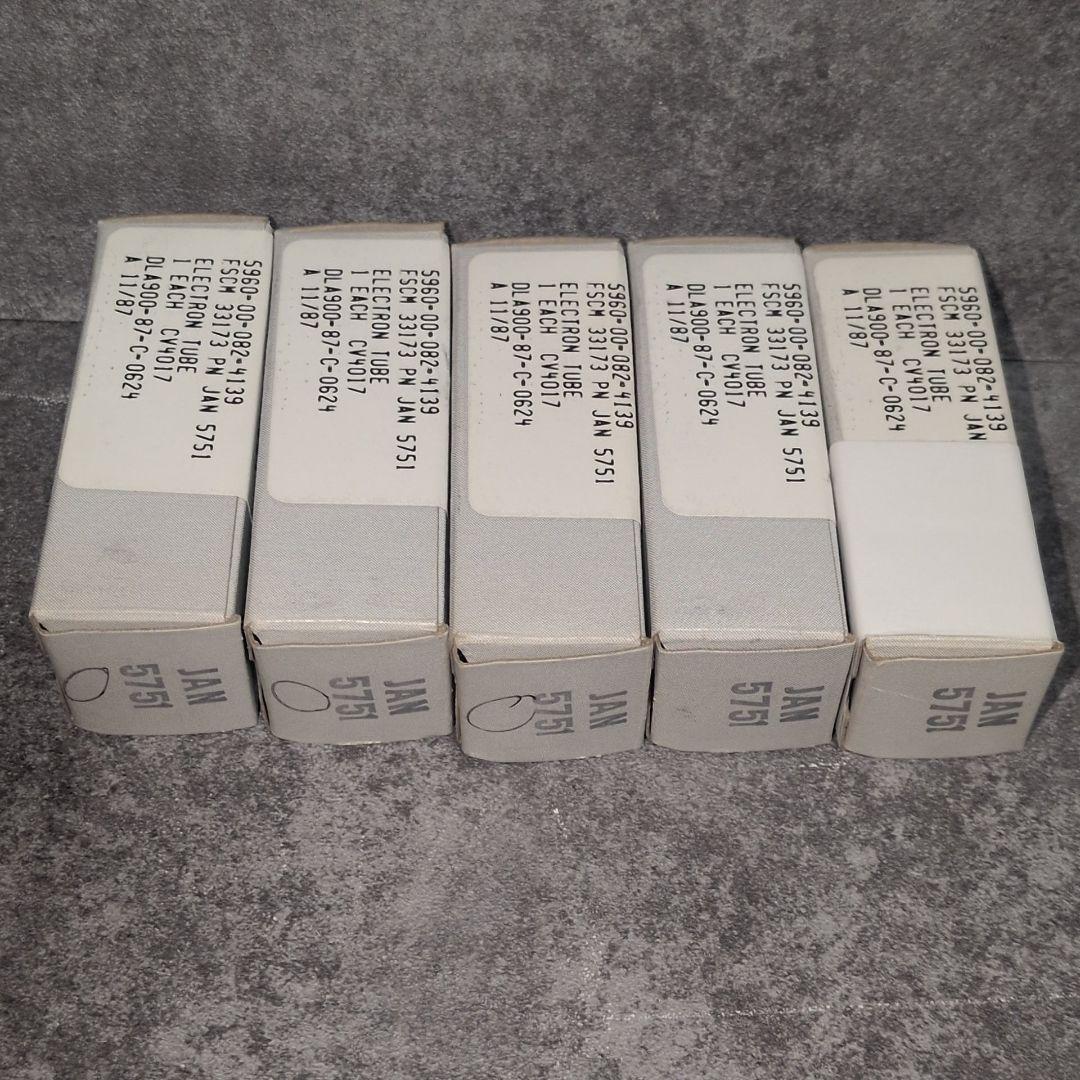 5960-00-082-4139
FSCM 33173 PN JAN 5751
ELECTRON TUBE
1 EACH CV4017
DLA900-87-C-0624
A 11/87
JAN
5751
5960-00-082-4139
FSCM 33173 PN JAN 5751
ELECTRON TUBE
1 EACH CV4017
DLA900-87-C-0624
A 11/87
JAN
5751
5960-00-082-4139
FSCM 33173 PN JAN 5751
ELECTRON TUBE
1 EACH CV4017
DLA900-87-C-0624
A 11/87
JAN
5751
5960-00-082-4139
FSCM 33173 PN JAN 5751
ELECTRON TUBE
1 EACH CV4017
DLA900-87-C-0624
A 11/87
JAN
5751
5960-00-082-4139
FSCM 33173 PN JAN
ELECTRON TUBE
1 EACH CV4017
DLA900-87-C-0624
A 11/87
JAN
5751